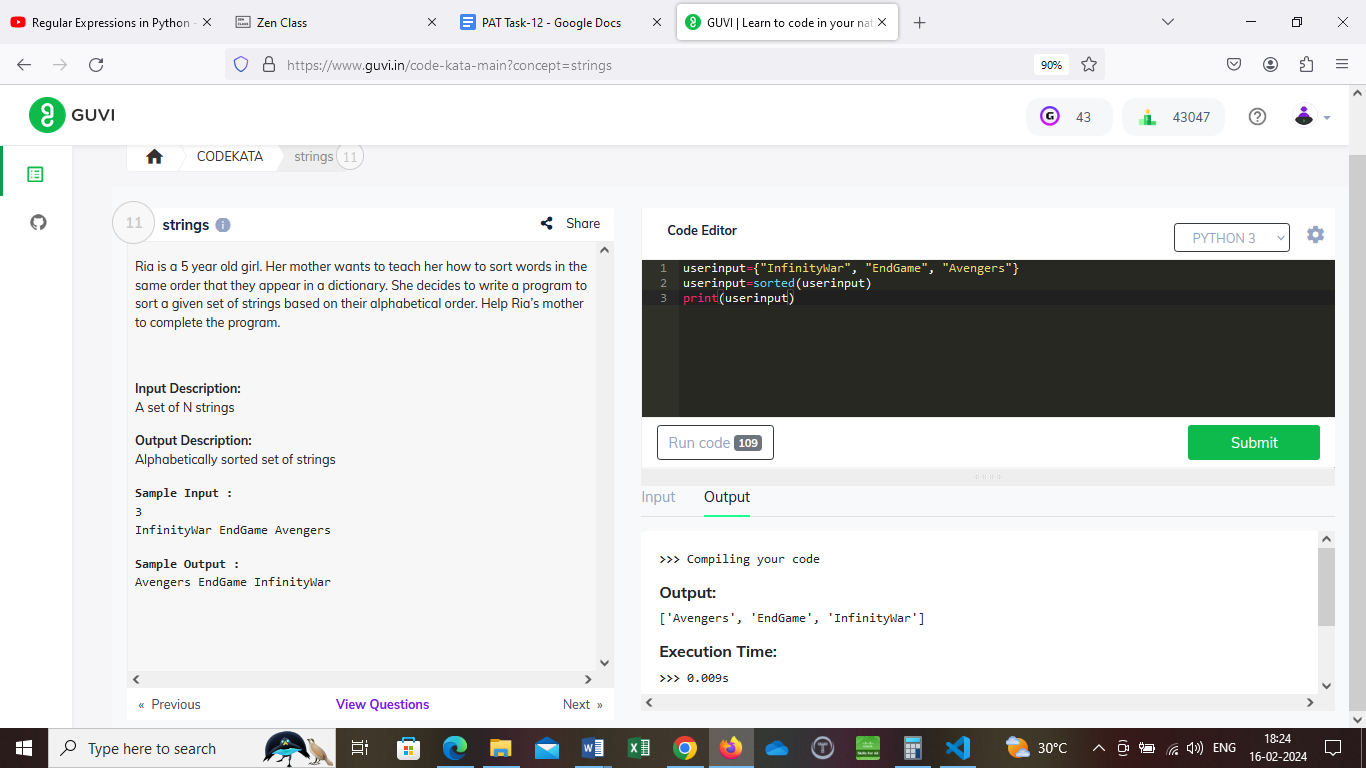 Regular Expressions in Python -
Zen Class
PAT Task-12 - Google Docs
GUVI | Learn to code in your nat
https://www.guvi.in/code-kata-main?concept=strings
90%
GUVI
43
43047
CODEKATA
strings 11
11 strings
Share
Ria is a 5 year old girl. Her mother wants to teach her how to sort words in the
same order that they appear in a dictionary. She decides to write a program to
sort a given set of strings based on their alphabetical order. Help Ria's mother
to complete the program.
Input Description:
A set of N strings
Output Description:
Alphabetically sorted set of strings
Sample Input :
3
InfinityWar EndGame Avengers
Sample Output :
Avengers EndGame InfinityWar
« Previous
View Questions
Next »
Code Editor
PYTHON 3
1 userinput={"InfinityWar", "EndGame", "Avengers"}
2 userinput=sorted(userinput)
3 print(userinput)
Run code 109
Submit
Input
Output
>>> Compiling your code
Output:
['Avengers', 'EndGame', 'InfinityWar']
Execution Time:
>>> 0.009s
Type here to search
30°C
ENG
18:24
16-02-2024